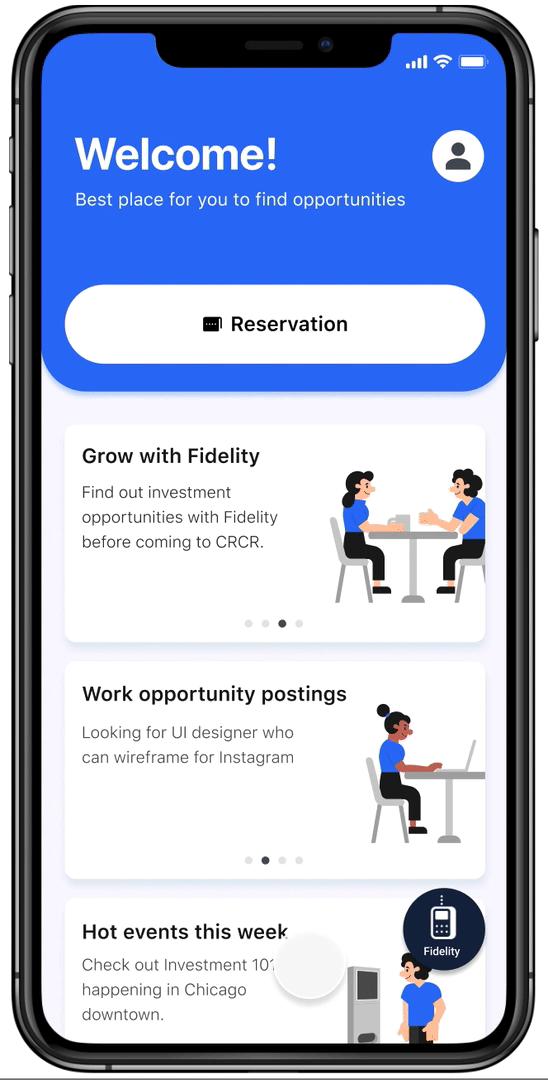 Welcome!
Best place for you to find opportunities
Reservation
Grow with Fidelity
Find out investment
opportunities with Fidelity
before coming to CRCR.
Work opportunity postings
Looking for UI designer who
can wireframe for Instagram
Hot events this week
Check out Investment 101
happening in Chicago
downtown.
Fidelity